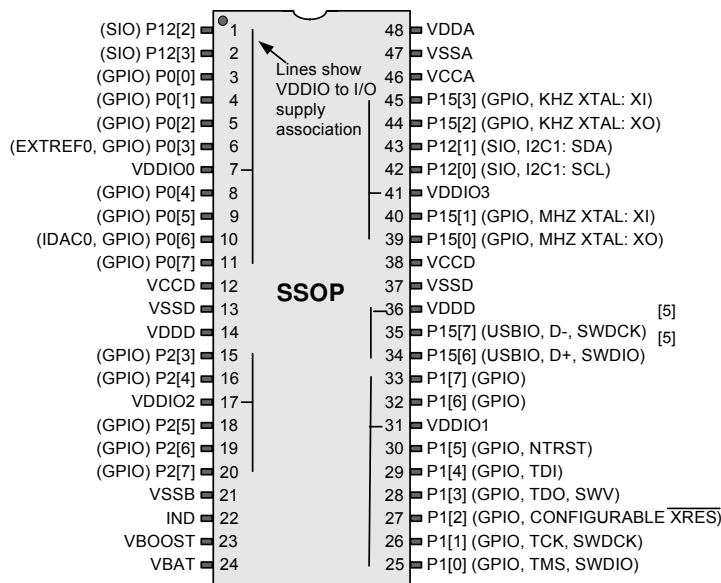 (SIO) P12[2] 1 48 VDDA
(SIO) P12[3] 2 47 VSSA
(GPIO) P0[0] 3 46 VCCA
(GPIO) P0[1] 4 45 P15[3] (GPIO, KHZ XTAL: XI)
(GPIO) P0[2] 5 44 P15[2] (GPIO, KHZ XTAL: XO)
(EXTREF0, GPIO) P0[3] 6 43 P12[1] (SIO, I2C1: SDA)
VDDIO0 7 42 P12[0] (SIO, I2C1: SCL)
(GPIO) P0[4] 8 41 VDDIO3
(GPIO) P0[5] 9 40 P15[1] (GPIO, MHZ XTAL: XI)
(IDAC0, GPIO) P0[6] 10 39 P15[0] (GPIO, MHZ XTAL: XO)
(GPIO) P0[7] 11 38 VCCD
VCCD 12 37 VSSD
VSSD 13 36 VDDD [5]
VDDD 14 35 P15[7] (USBIO, D-, SWDCK) [5]
(GPIO) P2[3] 15 34 P15[6] (USBIO, D+, SWDIO)
(GPIO) P2[4] 16 33 P1[7] (GPIO)
VDDIO2 17 32 P1[6] (GPIO)
(GPIO) P2[5] 18 31 VDDIO1
(GPIO) P2[6] 19 30 P1[5] (GPIO, NTRST)
(GPIO) P2[7] 20 29 P1[4] (GPIO, TDI)
VSSB 21 28 P1[3] (GPIO, TDO, SWV)
IND 22 27 P1[2] (GPIO, CONFIGURABLE XRES)
VBOOST 23 26 P1[1] (GPIO, TCK, SWDCK)
VBAT 24 25 P1[0] (GPIO, TMS, SWDIO)
Lines show
VDDIO to I/O
supply
association
SSOP